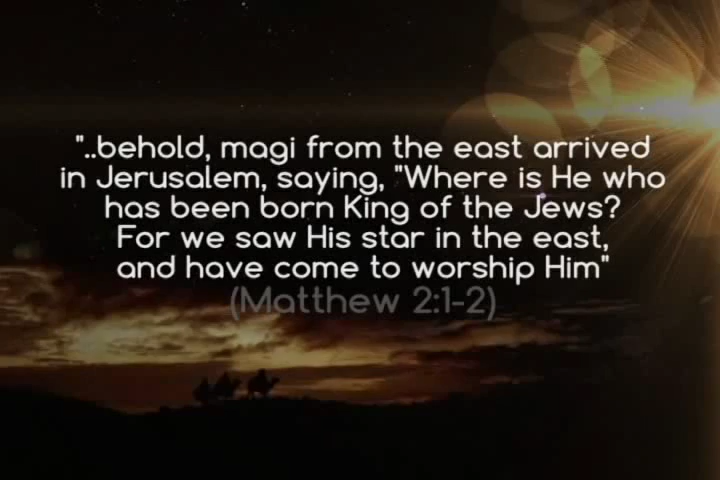 "..behold, magi from the east arrived
in Jerusalem, saying, "Where is He who
has been born King of the Jews?
For we saw His star in the east,
and have come to worship Him"
(Matthew 2:1-2)